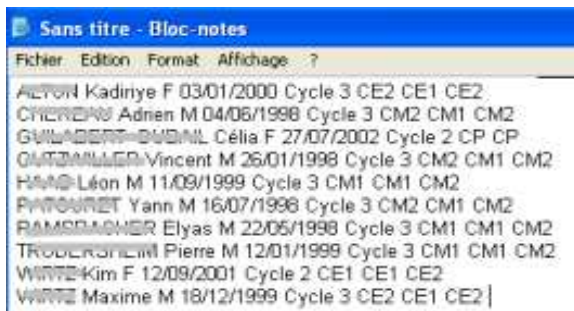 Sans titre - Bloc-notes
Fichier Edition Format Affichage ?
Kadiriye F 03/01/2000 Cycle 3 CE2 CE1 CE2
Adrien M 04/06/1998 Cycle 3 CM2 CM1 CM2
Célia F 27/07/2002 Cycle 2 CP CP
Vincent M 26/01/1998 Cycle 3 CM2 CM1 CM2
Léon M 11/09/1999 Cycle 3 CM1 CM1 CM2
Yann M 16/07/1998 Cycle 3 CM2 CM1 CM2
Elyas M 22/05/1998 Cycle 3 CM1 CM1 CM2
Pierre M 12/01/1999 Cycle 3 CM1 CM1 CM2
Kim F 12/09/2001 Cycle 2 CE1 CE1 CE2
Maxime M 18/12/1999 Cycle 3 CE2 CE1 CE2